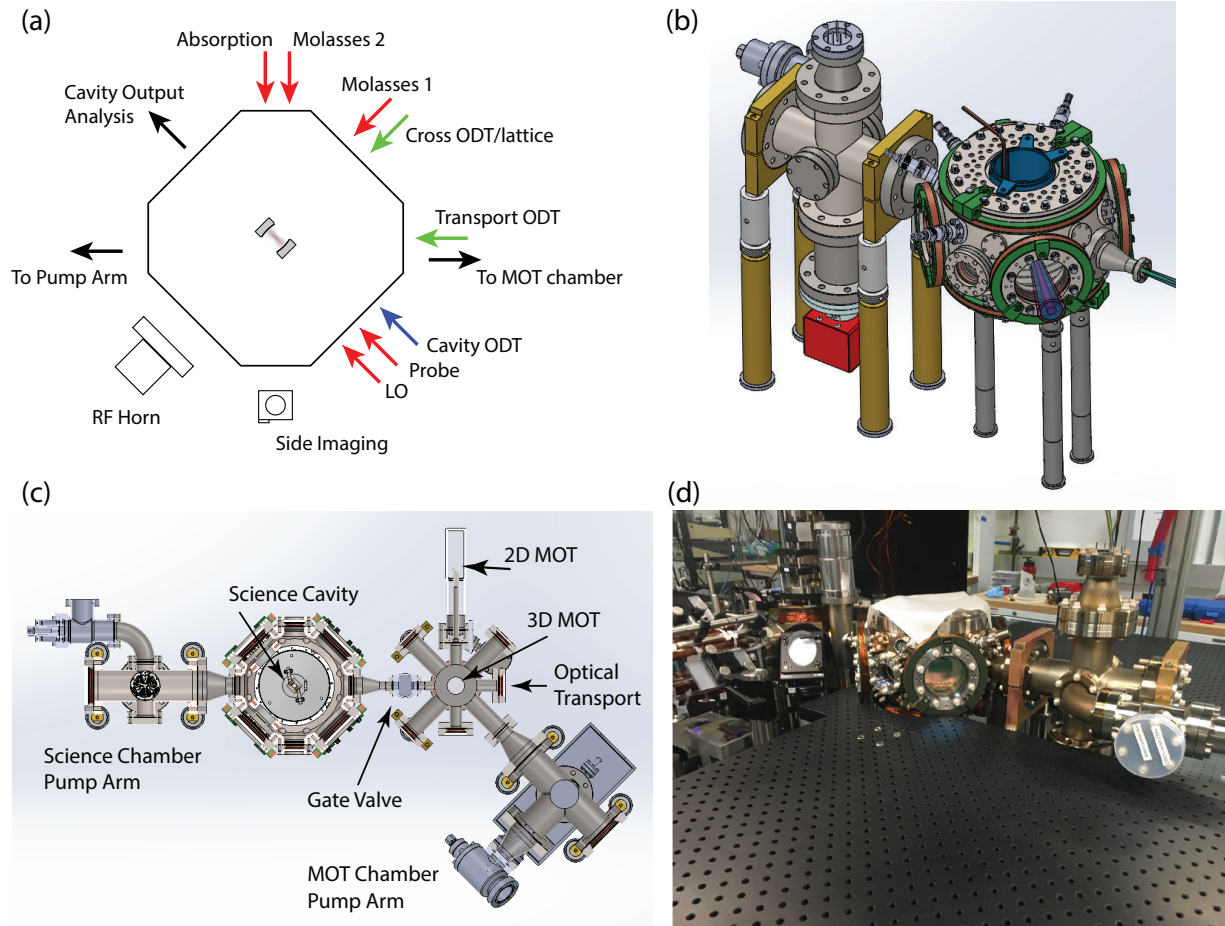 (a)
Absorption
Molasses 2
Cavity Output
Analysis
Molasses 1
Cross ODT/lattice
Transport ODT
To Pump Arm
To MOT chamber
Cavity ODT
Probe
LO
RF Horn
Side Imaging
(b)
(c)
2D MOT
Science Cavity
3D MOT
Optical
Transport
Science Chamber
Pump Arm
Gate Valve
MOT Chamber
Pump Arm
(d)